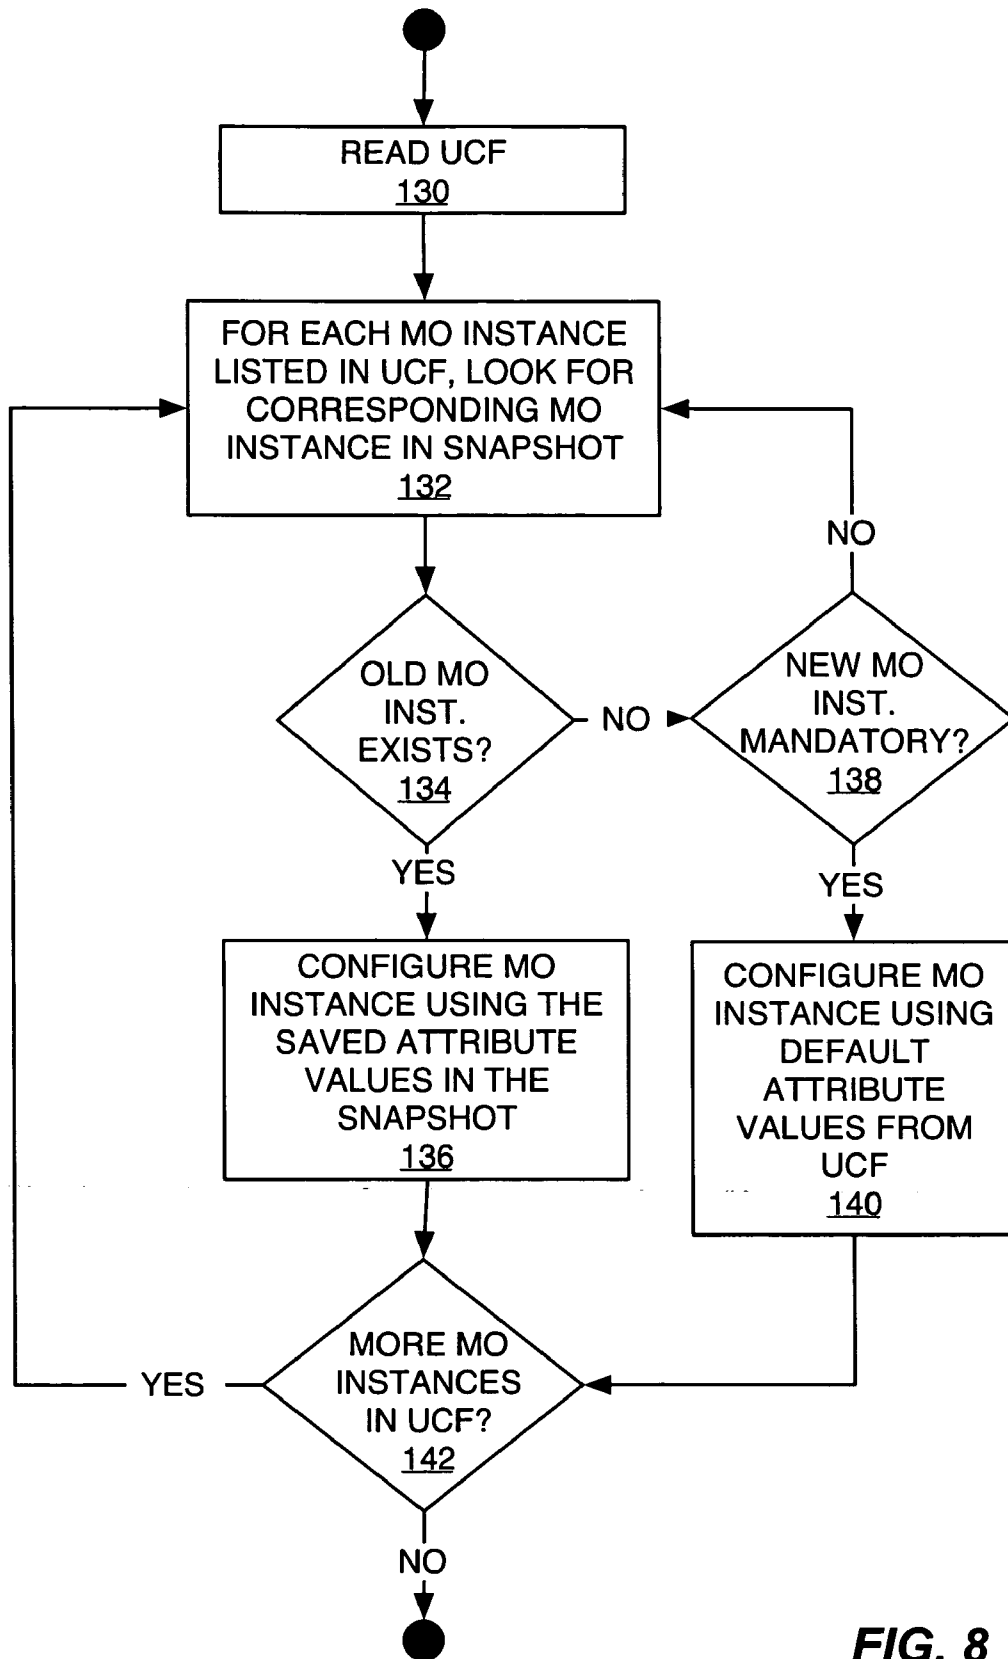 READ UCF
130
FOR EACH MO INSTANCE
LISTED IN UCF, LOOK FOR
CORRESPONDING MO
INSTANCE IN SNAPSHOT
132
NO
OLD MO
INST.
EXISTS?
134
NO
NEW MO
INST.
MANDATORY?
138
YES
YES
CONFIGURE MO
INSTANCE USING THE
SAVED ATTRIBUTE
VALUES IN THE
SNAPSHOT
136
CONFIGURE MO
INSTANCE USING
DEFAULT
ATTRIBUTE
VALUES FROM
UCF
140
YES
MORE MO
INSTANCES
IN UCF?
142
NO
FIG. 8